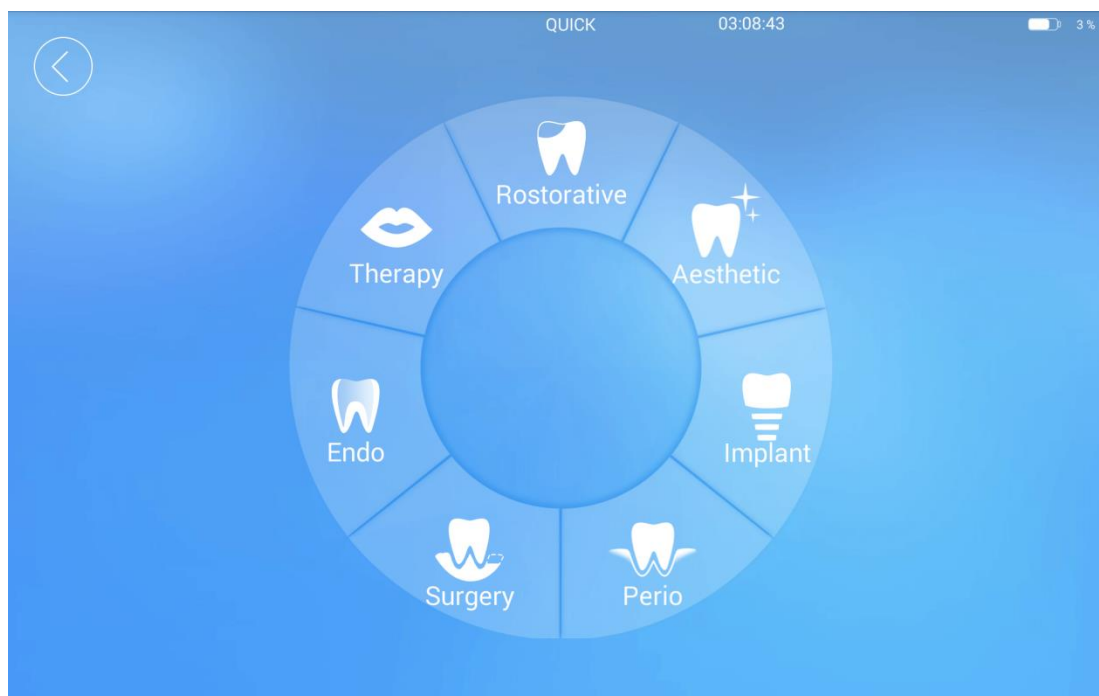 QUICK
03:08:43
3 %
Rostorative
Therapy
Aesthetic
Endo
Implant
Surgery
Perio